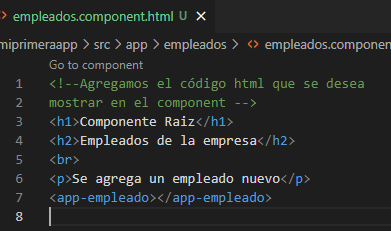 <> empleados.component.html U ×
miprimeraapp > src > app > empleados > <> empleados.componen
Go to component
1 <!--Agregamos el código html que se desea
2 mostrar en el component -->
3 <h1>Componente Raiz</h1>
4 <h2>Empleados de la empresa</h2>
5 <br>
6 <p>Se agrega un empleado nuevo</p>
7 <app-empleado></app-empleado>
8